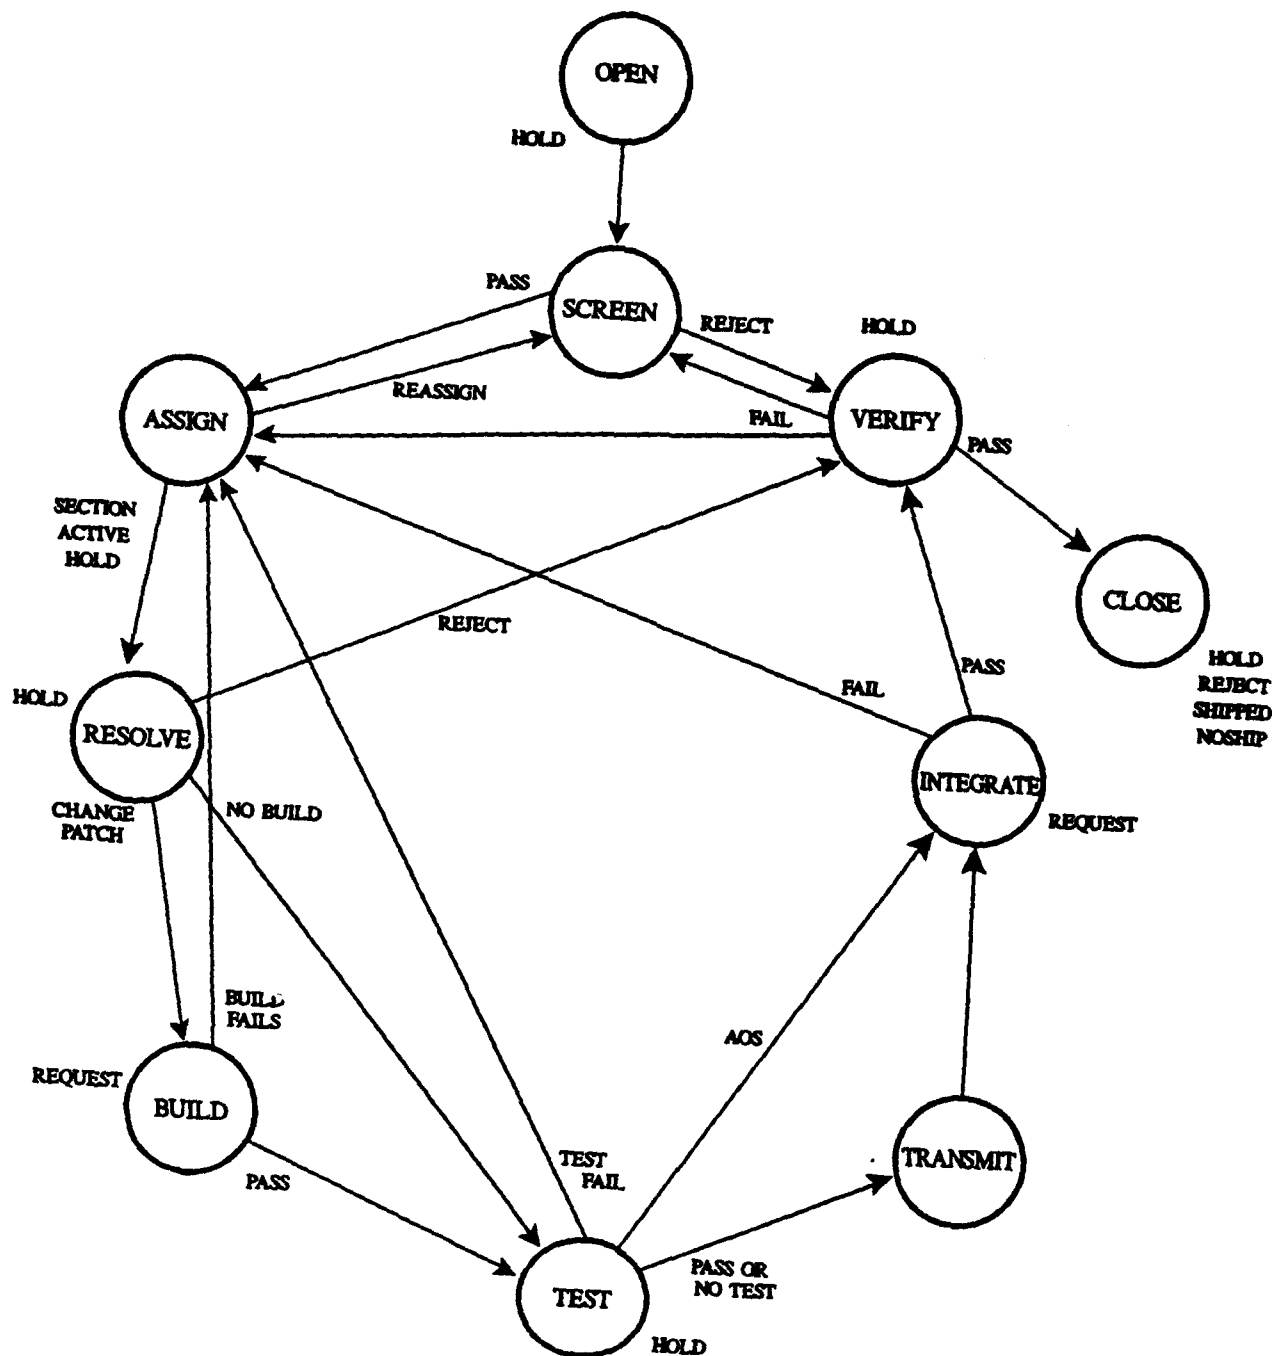 OPEN
HOLD
PASS
SCREEN
REJECT
HOLD
REASSIGN
ASSIGN
FAIL
VERIFY
PASS
SECTION
ACTIVE
HOLD
CLOSE
REJECT
HOLD
REJECT
SHIPPED
NOSHIP
PASS
FAIL
HOLD
RESOLVE
INTEGRATE
REQUEST
CHANGE
PATCH
NO BUILD
BUILD
FAILS
AOS
REQUEST
BUILD
TEST
FAIL
TRANSMIT
PASS
PASS OR
NO TEST
TEST
HOLD